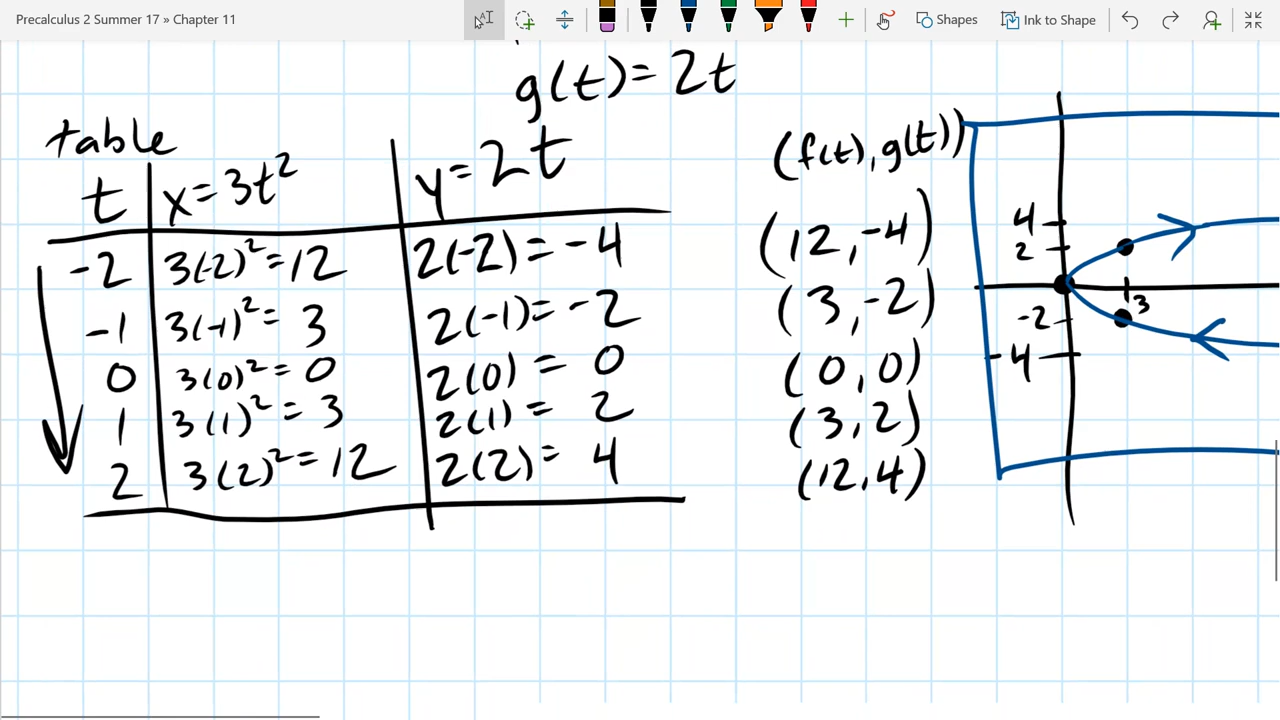 Precalculus 2 Summer 17 » Chapter 11
Shapes
Ink to Shape
g(t) = 2t
table
t x = 3t² y = 2t (f(t), g(t))
-2 3(-2)² = 12 2(-2) = -4 (12, -4)
-1 3(-1)² = 3 2(-1) = -2 (3, -2)
0 3(0)² = 0 2(0) = 0 (0, 0)
1 3(1)² = 3 2(1) = 2 (3, 2)
2 3(2)² = 12 2(2) = 4 (12, 4)
4
2
3
-2
-4